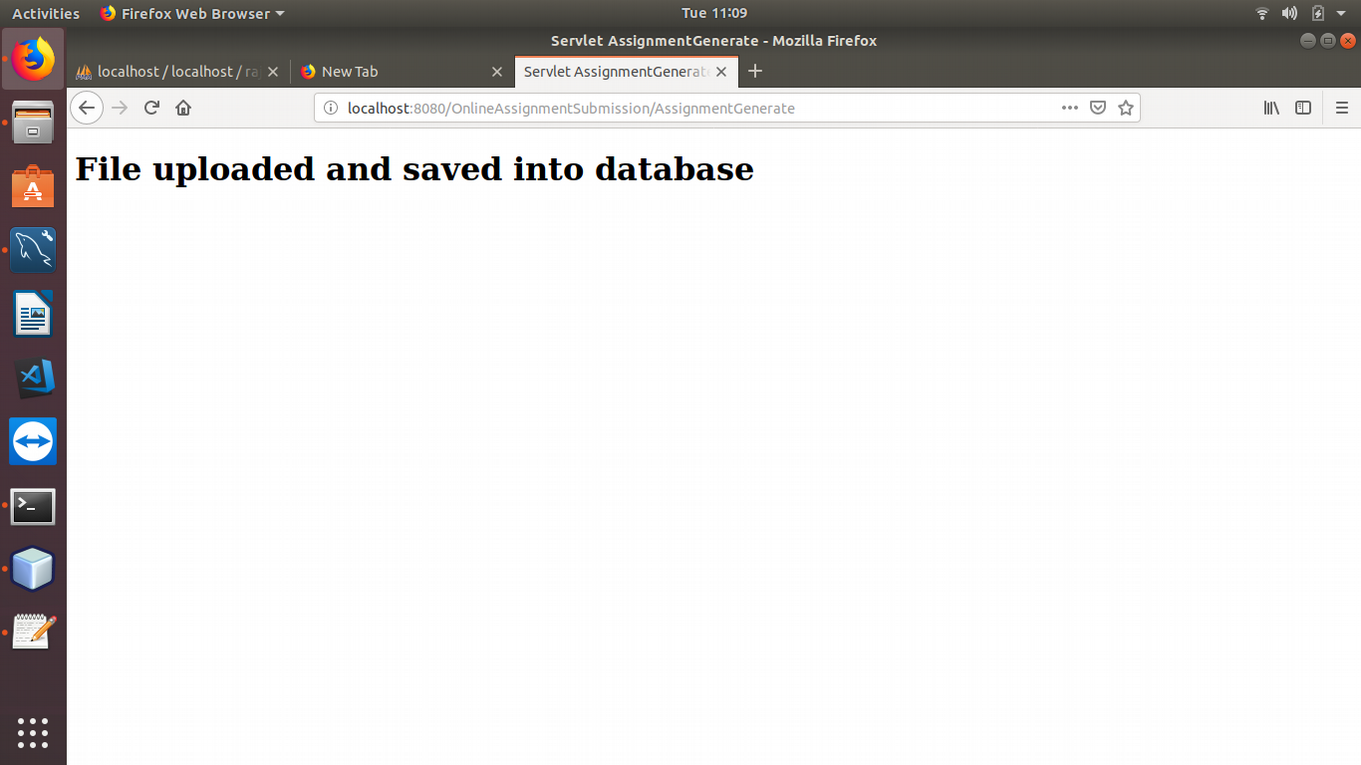 Activities
Firefox Web Browser
Tue 11:09
Servlet AssignmentGenerate - Mozilla Firefox
localhost / localhost / ra
New Tab
Servlet AssignmentGenerate
localhost:8080/OnlineAssignmentSubmission/AssignmentGenerate
File uploaded and saved into database